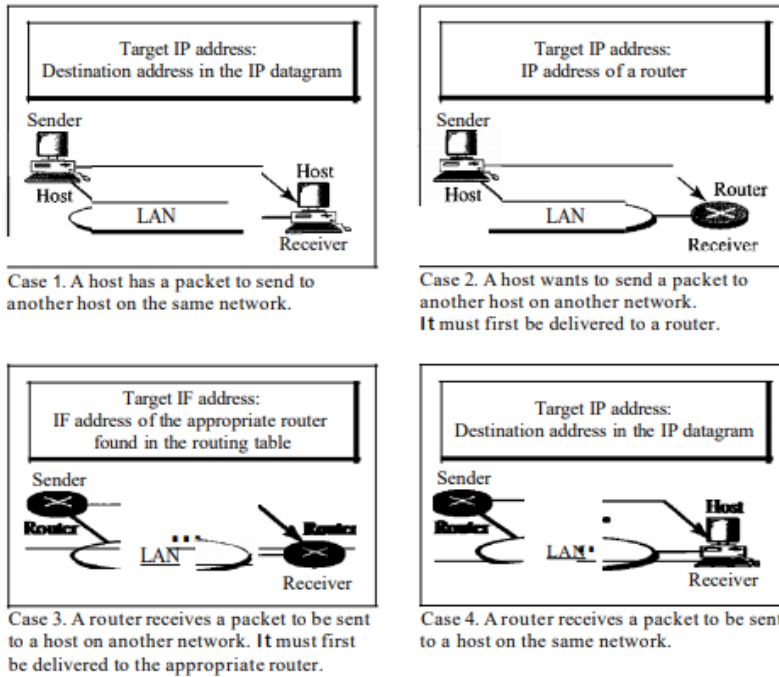 Target IP address:
Destination address in the IP datagram
Sender
Host
Host
LAN
Receiver
Case 1. A host has a packet to send to
another host on the same network.
Target IP address:
IP address of a router
Sender
Host
Router
LAN
Receiver
Case 2. A host wants to send a packet to
another host on another network.
It must first be delivered to a router.
Target IF address:
IF address of the appropriate router
found in the routing table
Sender
Router
Router
LAN
Receiver
Case 3. A router receives a packet to be sent
to a host on another network. It must first
be delivered to the appropriate router.
Target IP address:
Destination address in the IP datagram
Sender
Router
Host
LAN
Receiver
Case 4. A router receives a packet to be sent
to a host on the same network.